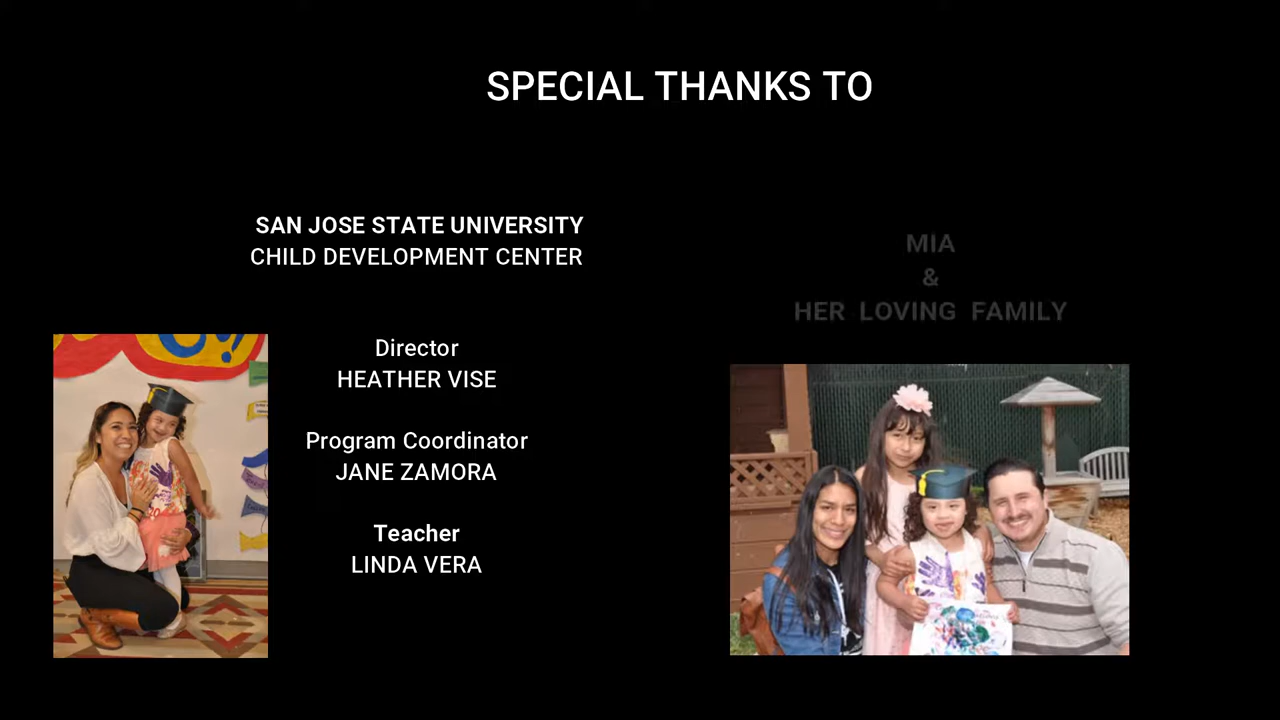 SPECIAL THANKS TO
SAN JOSE STATE UNIVERSITY
CHILD DEVELOPMENT CENTER
Director
HEATHER VISE
Program Coordinator
JANE ZAMORA
Teacher
LINDA VERA
MIA
&
HER LOVING FAMILY